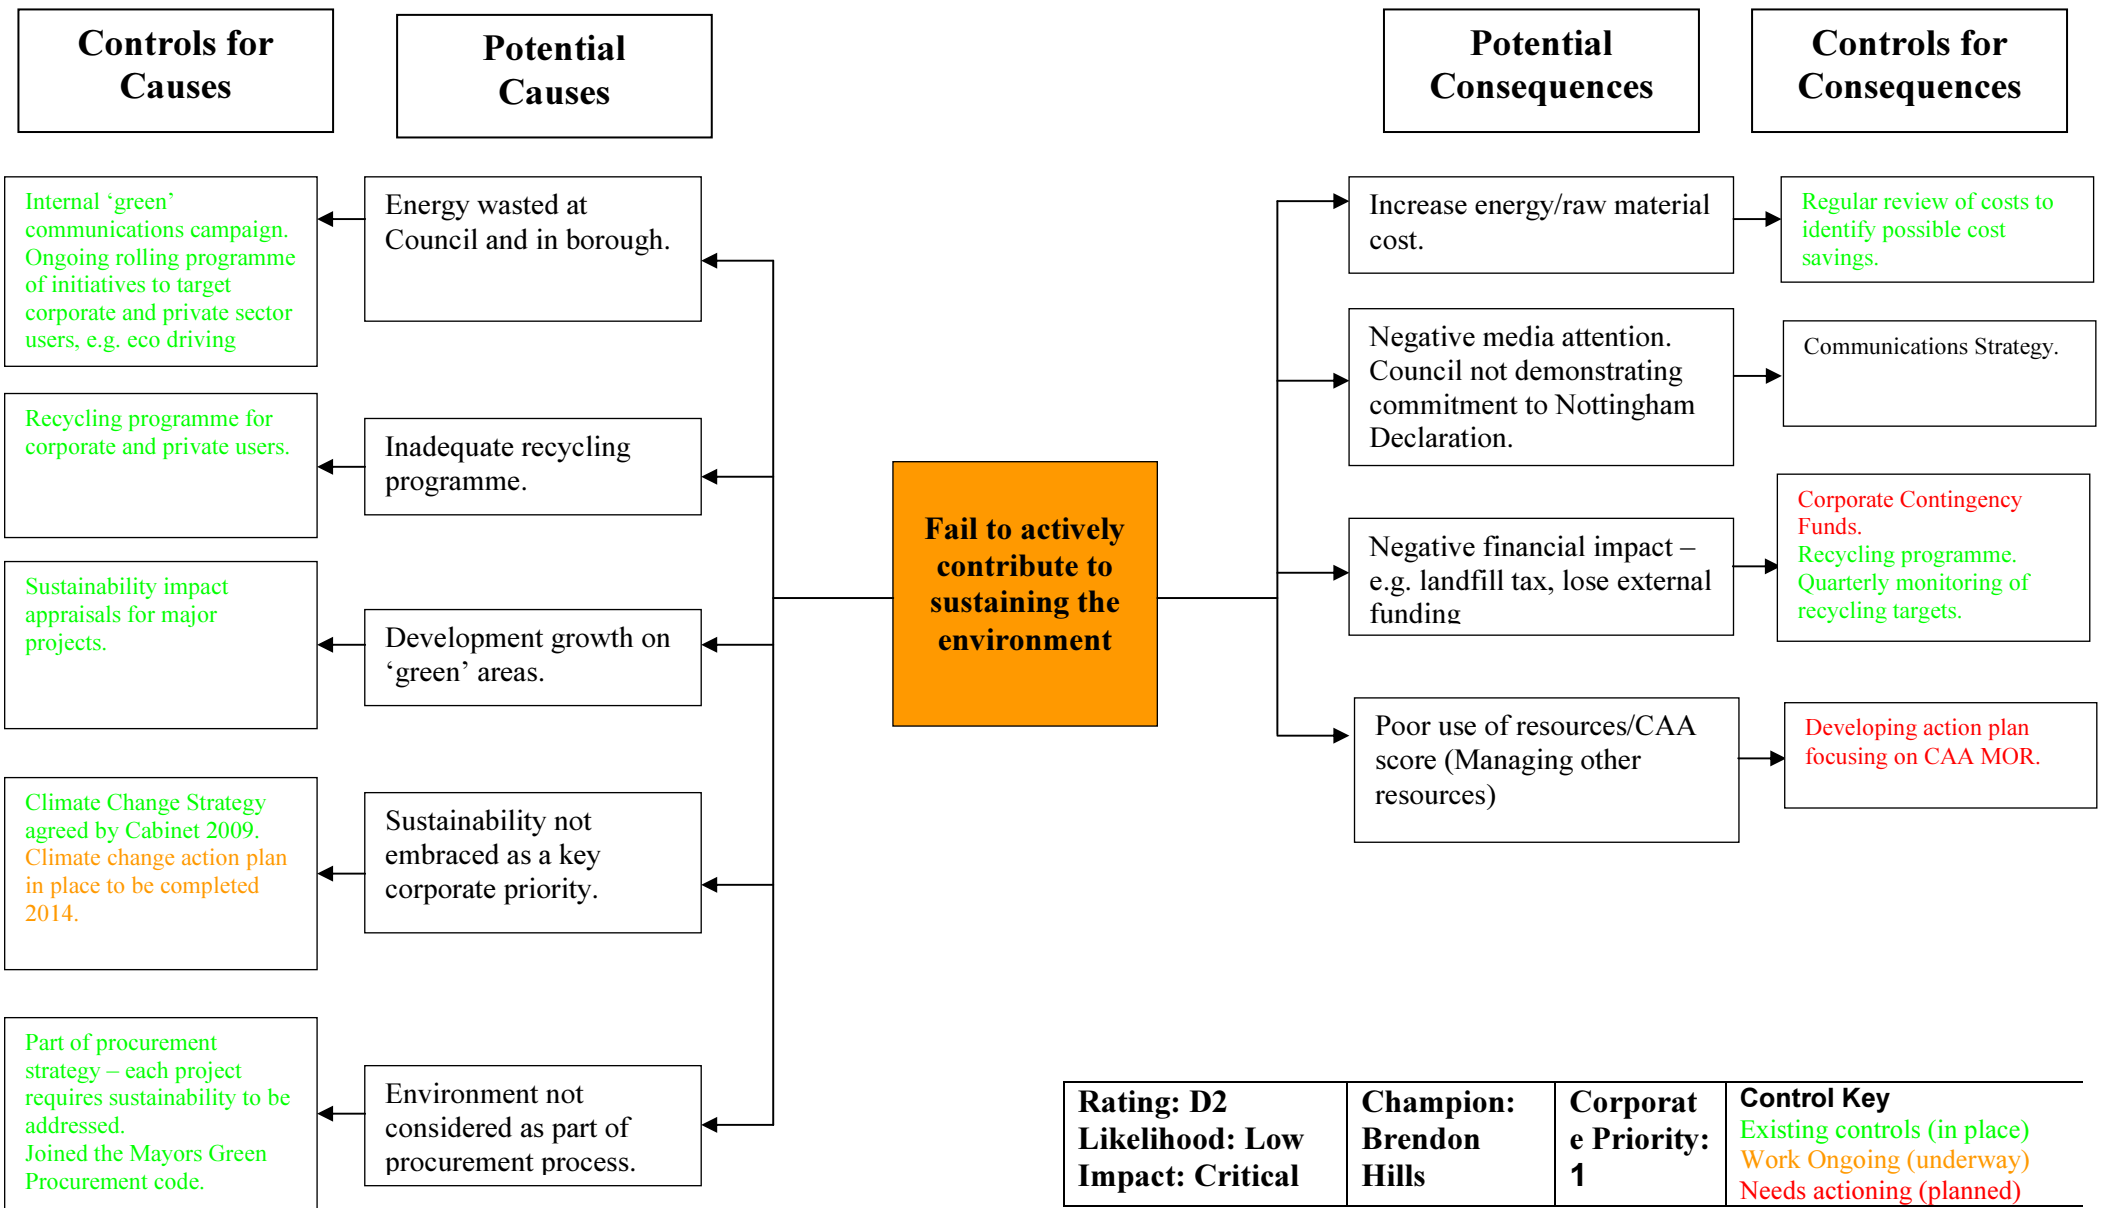 Controls for
Causes
Potential
Causes
Potential
Consequences
Controls for
Consequences
Internal ‘green’
communications campaign.
Ongoing rolling programme
of initiatives to target
corporate and private sector
users, e.g. eco driving
Energy wasted at
Council and in borough.
Recycling programme for
corporate and private users.
Inadequate recycling
programme.
Sustainability impact
appraisals for major
projects.
Development growth on
‘green’ areas.
Climate Change Strategy
agreed by Cabinet 2009.
Climate change action plan
in place to be completed
2014.
Sustainability not
embraced as a key
corporate priority.
Part of procurement
strategy – each project
requires sustainability to be
addressed.
Joined the Mayors Green
Procurement code.
Environment not
considered as part of
procurement process.
Fail to actively
contribute to
sustaining the
environment
Increase energy/raw material
cost.
Regular review of costs to
identify possible cost
savings.
Negative media attention.
Council not demonstrating
commitment to Nottingham
Declaration.
Communications Strategy.
Negative financial impact –
e.g. landfill tax, lose external
funding
Corporate Contingency
Funds.
Recycling programme.
Quarterly monitoring of
recycling targets.
Poor use of resources/CAA
score (Managing other
resources)
Developing action plan
focusing on CAA MOR.
Rating: D2
Likelihood: Low
Impact: Critical
Champion:
Brendon
Hills
Corporat
e Priority:
1
Control Key
Existing controls (in place)
Work Ongoing (underway)
Needs actioning (planned)